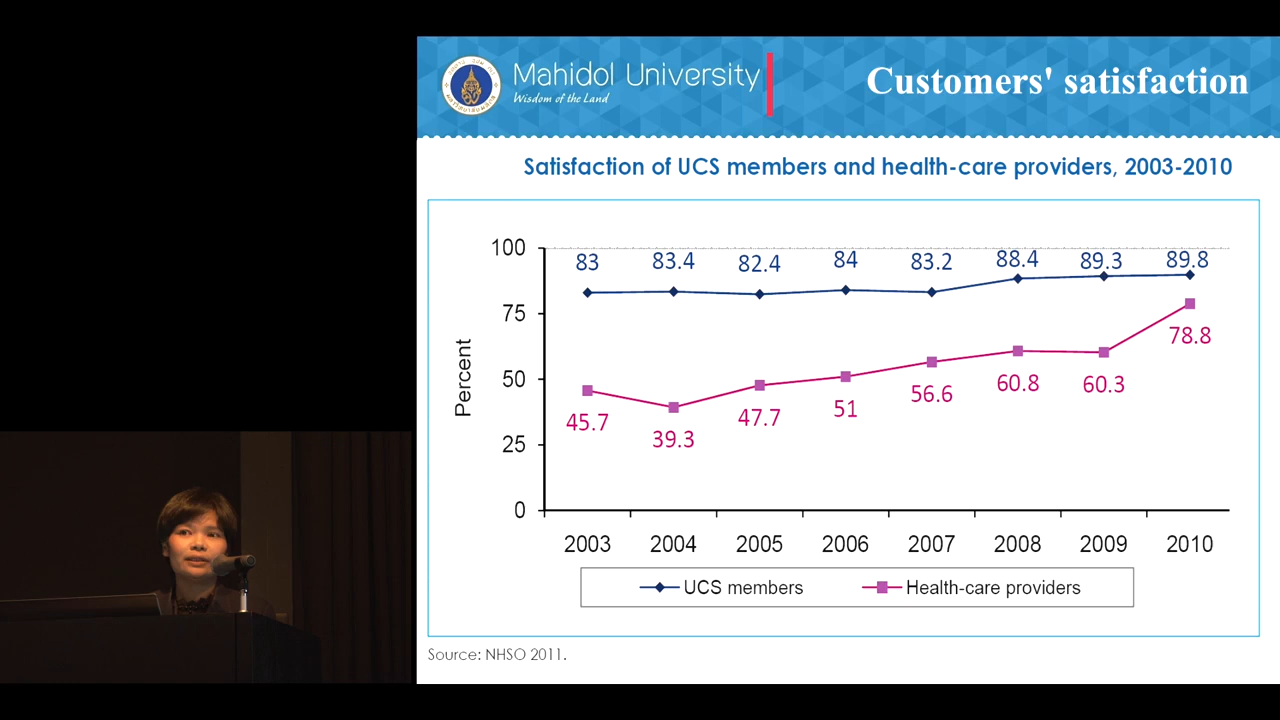 Mahidol University
Wisdom of the Land
Customers' satisfaction
Satisfaction of UCS members and health-care providers, 2003-2010
Percent
100
75
50
25
0
83
83.4
82.4
84
83.2
88.4
89.3
89.8
45.7
39.3
47.7
51
56.6
60.8
60.3
78.8
2003 2004 2005 2006 2007 2008 2009 2010
UCS members Health-care providers
Source: NHSO 2011.